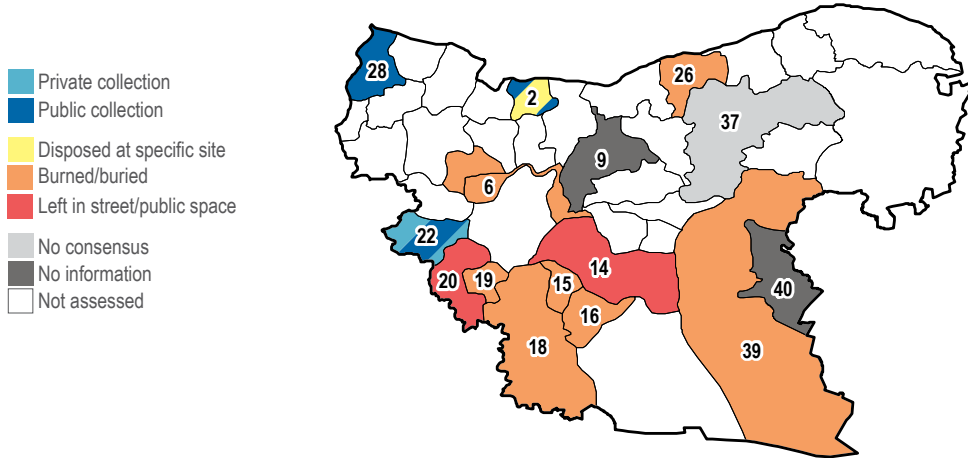 Private collection
Public collection
Disposed at specific site
Burned/buried
Left in street/public space
No consensus
No information
Not assessed
28
2
26
37
9
6
22
20
19
15
14
16
40
18
39